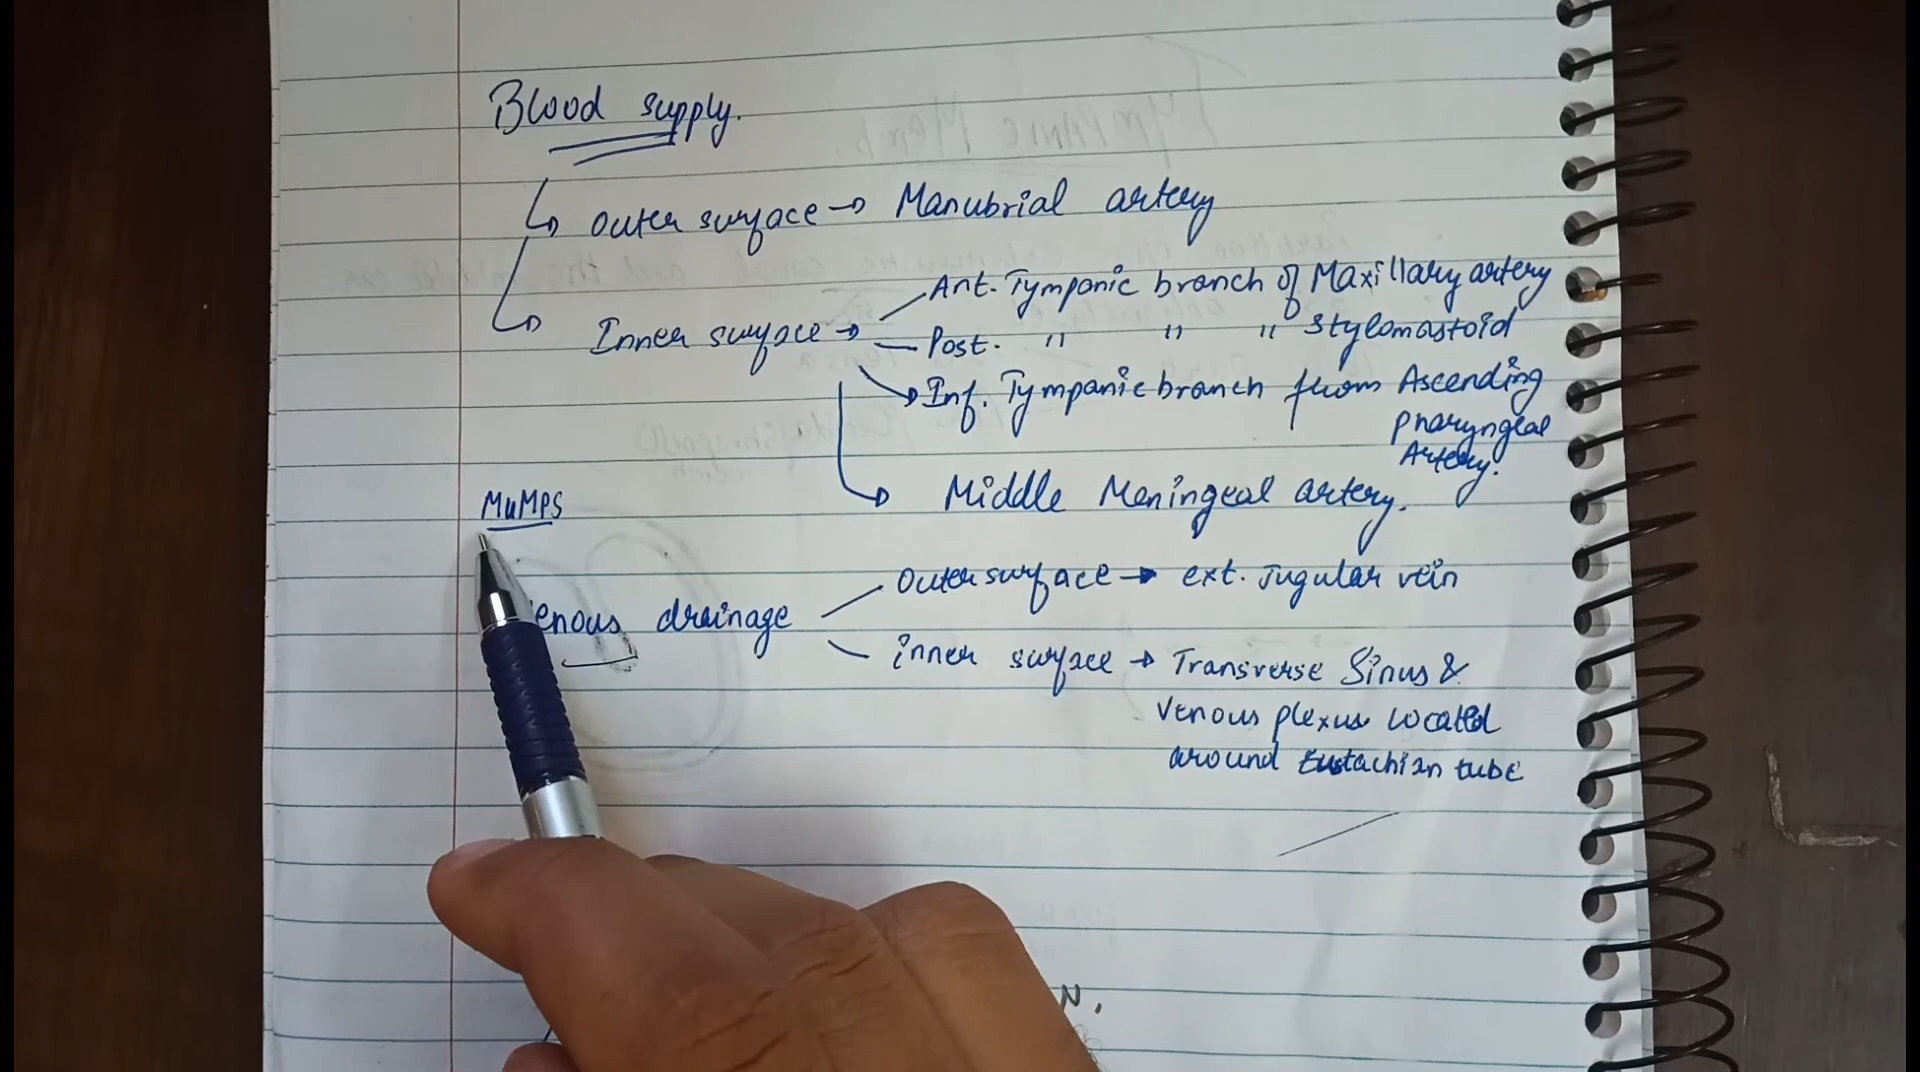 Blood supply.
↳ outer surface → Manubrial artery
Inner surface → Ant. Tympanic branch of Maxillary artery
Post. " " " stylomastoid
Inf. Tympanic branch from Ascending
Pharyngeal
Artery.
Middle Meningeal artery.
MuMPS
enous drainage
Outer surface → ext. Jugular vein
inner surface → Transverse Sinus &
Venous plexus located
around Eustachian tube
N.